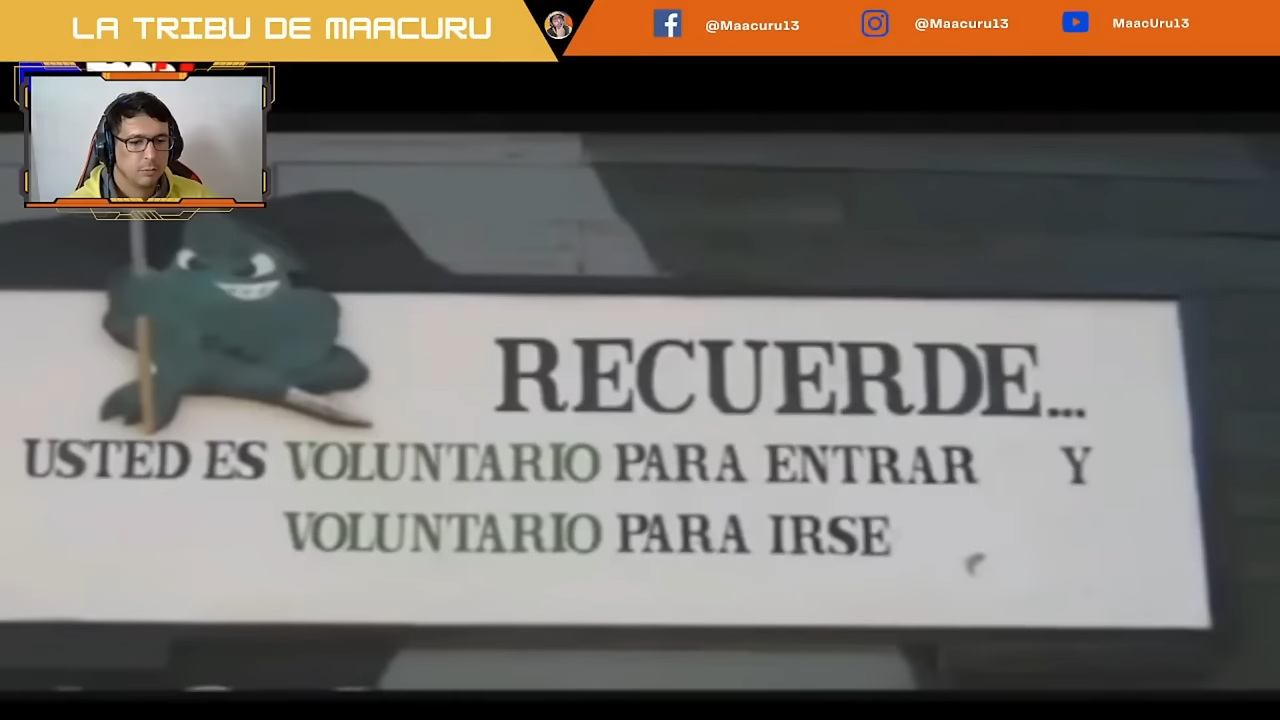 LA TRIBU DE MAACURU
@Maacuru13
@Maacuru13
MaacUru13
RECUERDE...
USTED ES VOLUNTARIO PARA ENTRAR Y
VOLUNTARIO PARA IRSE